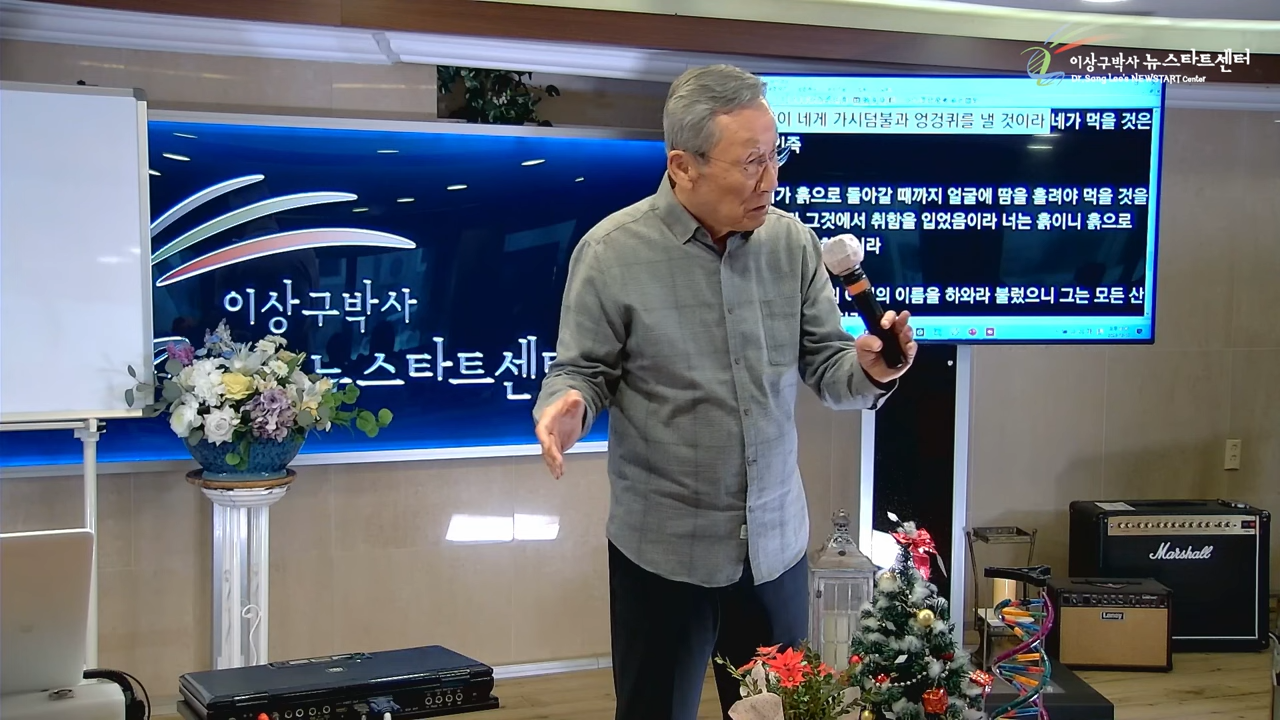 이상구박사 뉴스타트센터
Dr. Sang Lee's NEWSTART Center
이 네게 가시덤불과 엉겅퀴를 낼 것이라 네가 먹을 것은
가 흙으로 돌아갈 때까지 얼굴에 땀을 흘려야 먹을 것을
그것에서 취함을 입었음이라 너는 흙이니 흙으로
이라
의 이름을 하와라 불렀으니 그는 모든 산
이상구박사
뉴스타트센터
Marshall
Laney